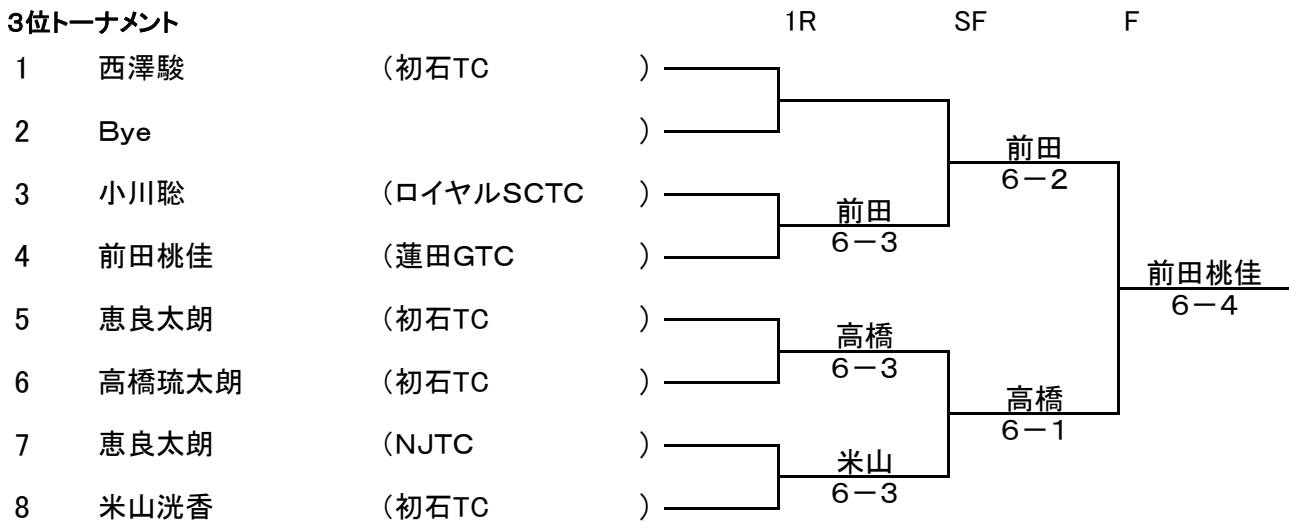 3位トーナメント 1R SF F
1 西澤駿 (初石TC )
2 Bye )
前田
6-2
3 小川聡 (ロイヤルSCTC )
前田
6-3
4 前田桃佳 (蓮田GTC )
前田桃佳
6-4
5 恵良太朗 (初石TC )
高橋
6-3
6 高橋琉太朗 (初石TC )
高橋
6-1
7 恵良太朗 (NJTC )
米山
6-3
8 米山洸香 (初石TC )